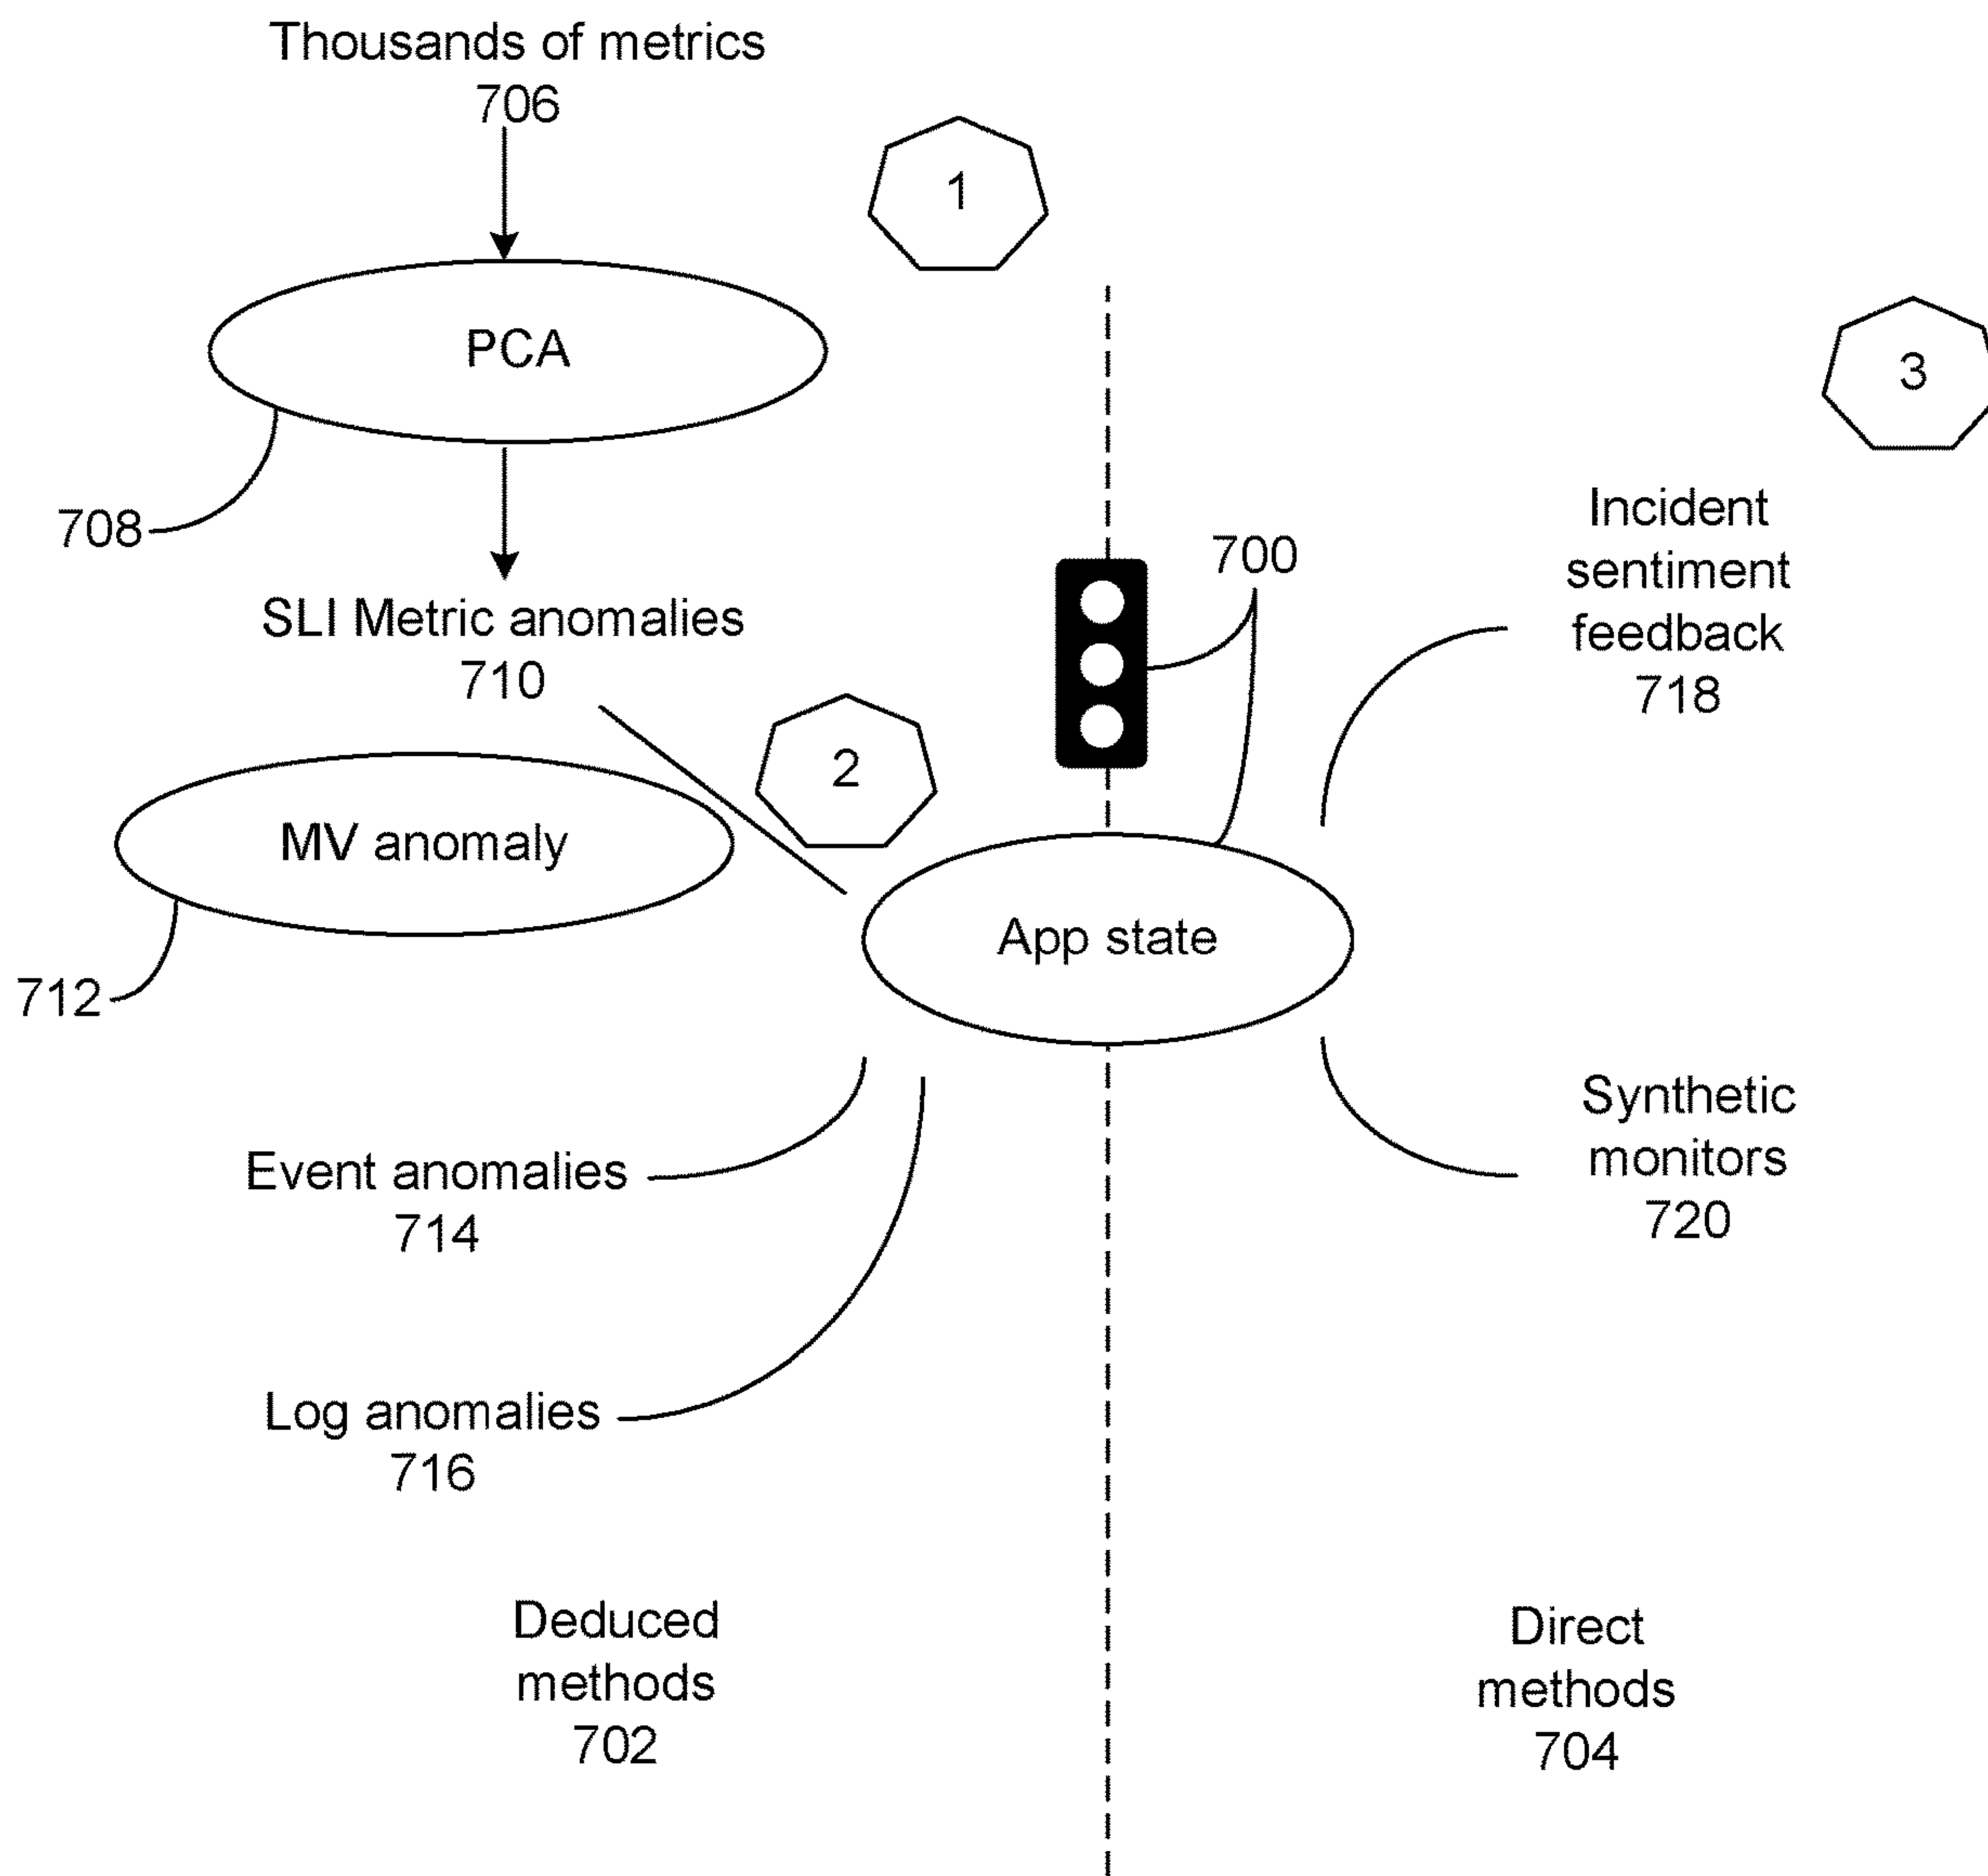 Thousands of metrics
706
1
PCA
3
708
700
Incident
sentiment
feedback
718
SLI Metric anomalies
710
2
MV anomaly
App state
712
Synthetic
monitors
720
Event anomalies
714
Log anomalies
716
Deduced
methods
702
Direct
methods
704